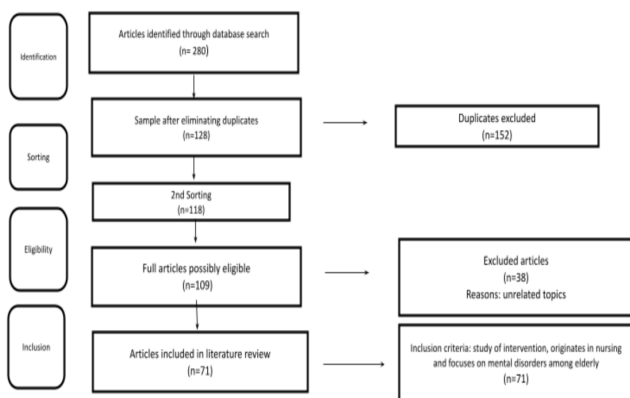 Identification
Articles identified through database search
(n= 280)
Sample after eliminating duplicates
(n=128)
Duplicates excluded
(n=152)
Sorting
2nd Sorting
(n=118)
Eligibility
Full articles possibly eligible
(n=109)
Excluded articles
(n=38)
Reasons: unrelated topics
Inclusion
Articles included in literature review
(n=71)
Inclusion criteria: study of intervention, originates in nursing
and focuses on mental disorders among elderly
(n=71)